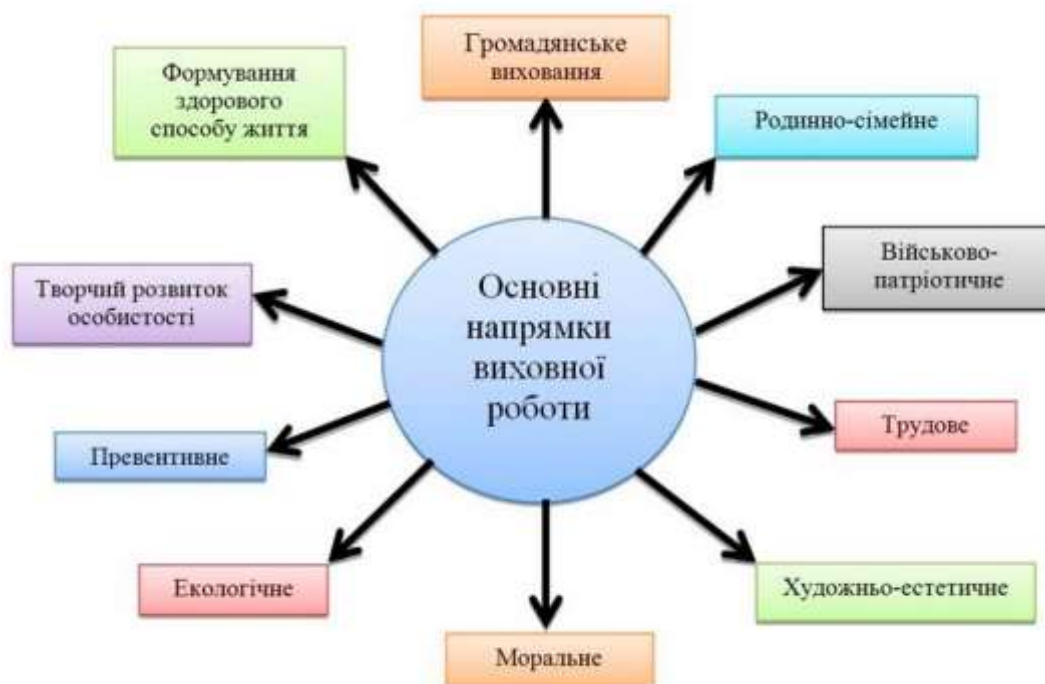 Громадянське
виховання
Формування
здорового
способу життя
Родинно-сімейне
Військово-
патріотичне
Творчий розвиток
особистості
Основні
напрямки
виховної
роботи
Трудове
Превентивне
Екологічне
Художньо-естетичне
Моральне